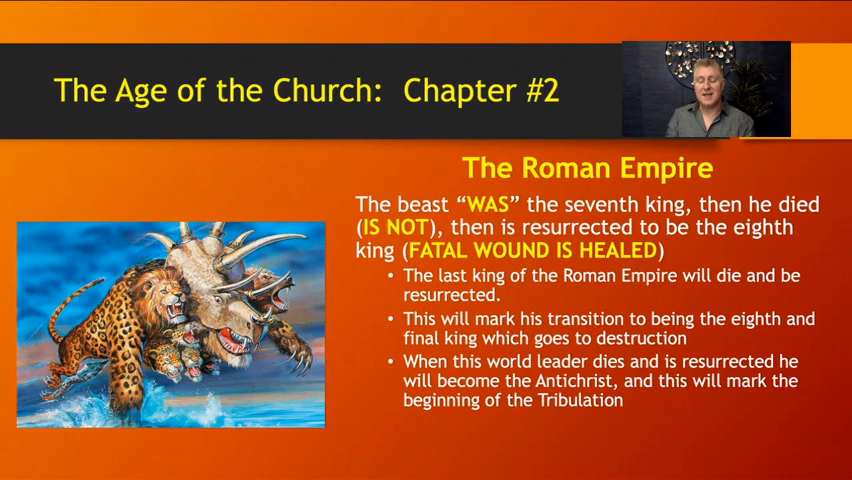 The Age of the Church: Chapter #2
The Roman Empire
The beast “WAS” the seventh king, then he died
(IS NOT), then is resurrected to be the eighth
king (FATAL WOUND IS HEALED)
• The last king of the Roman Empire will die and be
resurrected.
• This will mark his transition to being the eighth and
final king which goes to destruction
• When this world leader dies and is resurrected he
will become the Antichrist, and this will mark the
beginning of the Tribulation